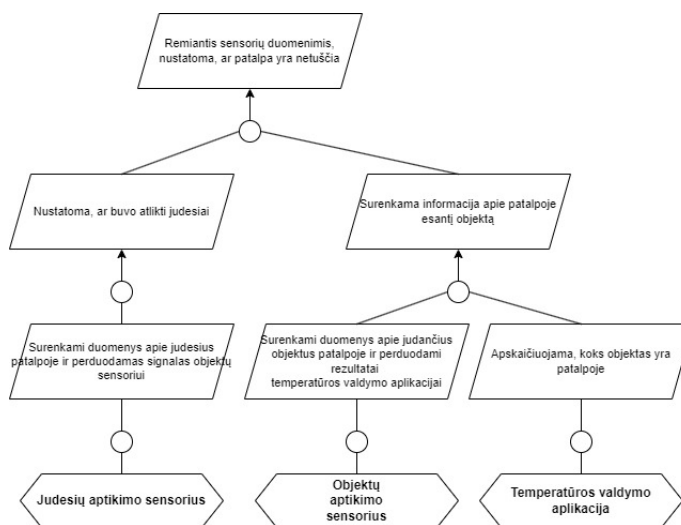 Remiantis sensorių duomenimis,
nustatoma, ar patalpa yra netuščia
Nustatoma, ar buvo atlikti judesiai
Surenkama informacija apie patalpoje
esantį objektą
Surenkami duomenys apie judesius
patalpoje ir perduodamas signalas objektų
sensoriui
Surenkami duomenys apie judančius
objektus patalpoje ir perduodami
rezultatai
temperatūros valdymo aplikacijai
Apskaičiuojama, koks objektas yra
patalpoje
Judesių aptikimo sensorius
Objektų
aptikimo
sensorius
Temperatūros valdymo
aplikacija